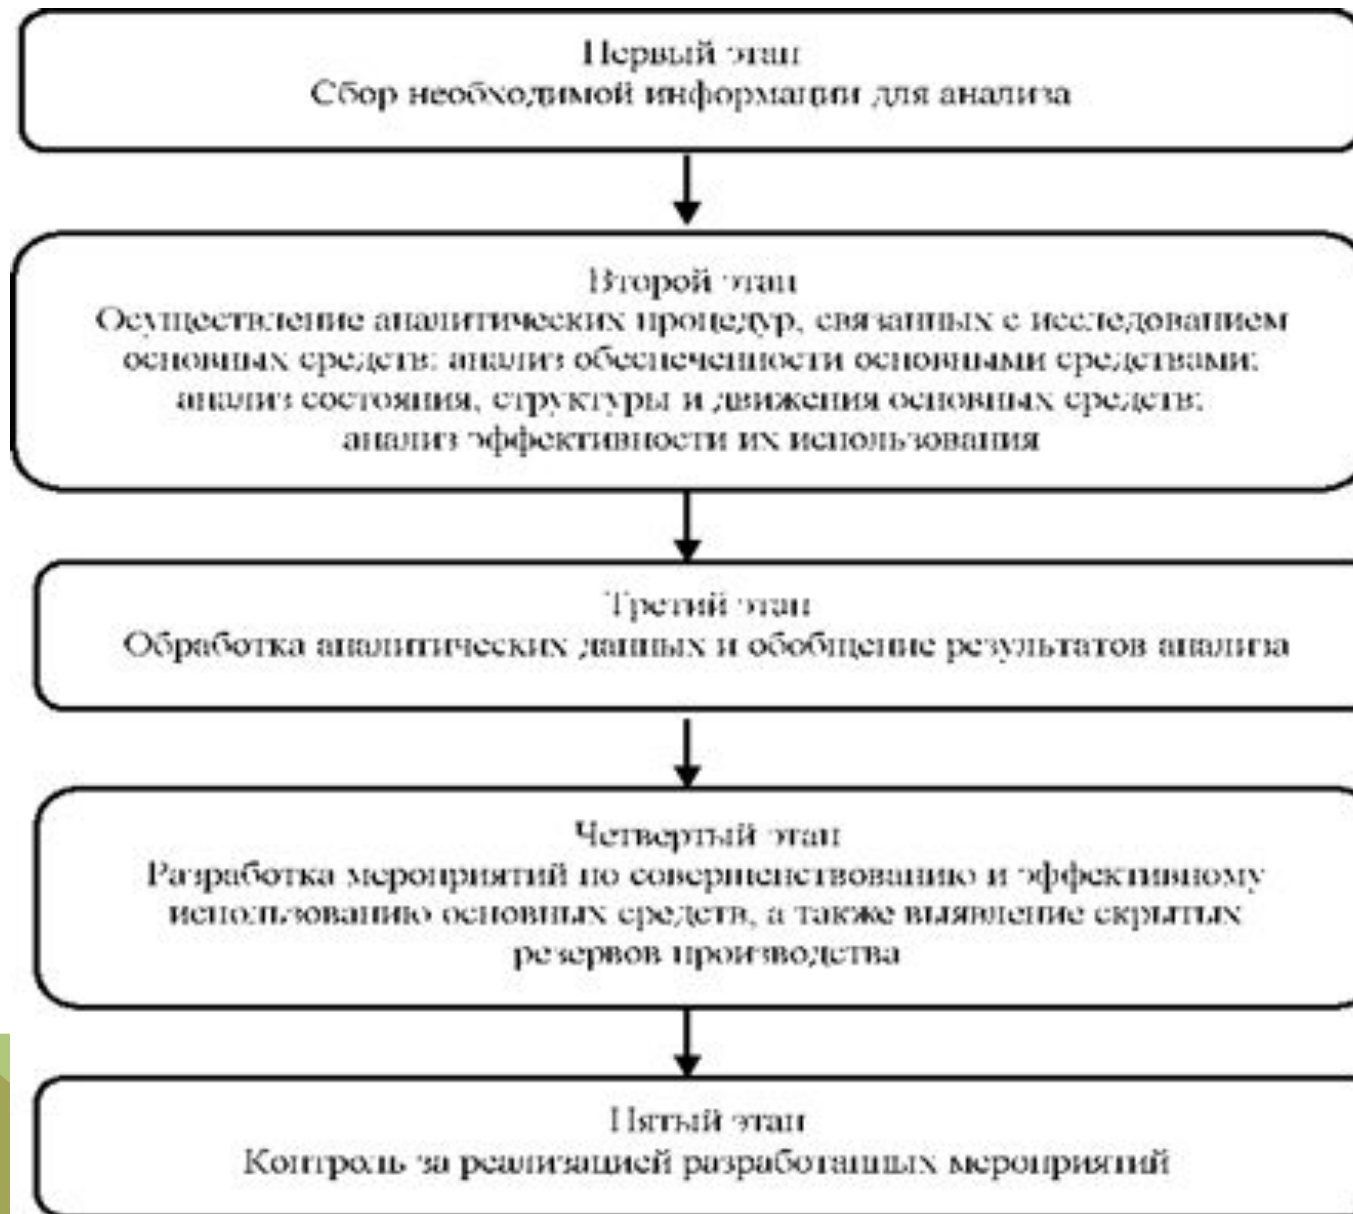 Первый этап
Сбор необходимой информации для анализа
Второй этап
Осуществление аналитических процедур, связанных с исследованием
основных средств: анализ обеспеченности основными средствами;
анализ состояния, структуры и движения основных средств;
анализ эффективности их использования
Третий этап
Обработка аналитических данных и обобщение результатов анализа
Четвертый этап
Разработка мероприятий по совершенствованию и эффективному
использованию основных средств, а также выявление скрытых
резервов производства
Пятый этап
Контроль за реализацией разработанных мероприятий